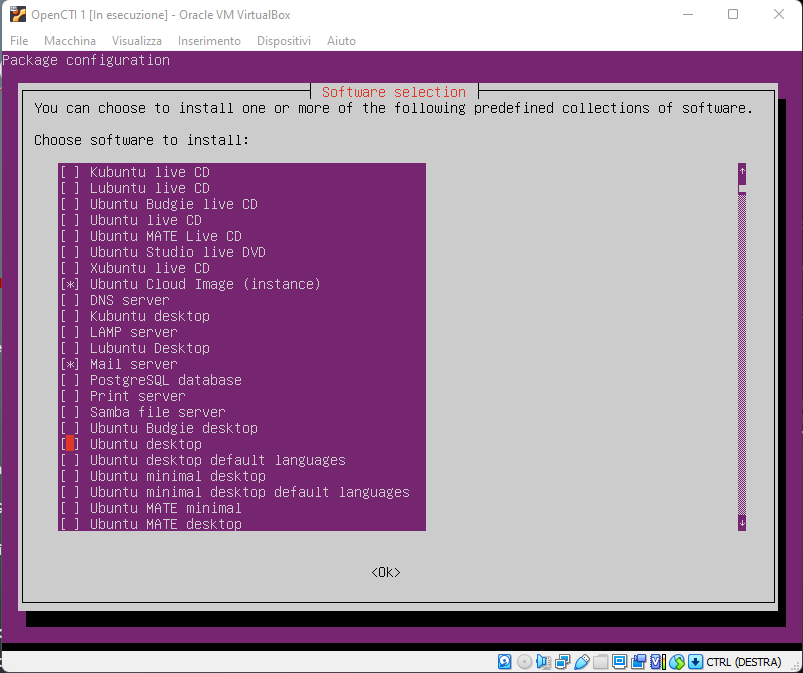 OpenCTI 1 [In esecuzione] - Oracle VM VirtualBox
File Macchina Visualizza Inserimento Dispositivi Aiuto
Package configuration
Software selection
You can choose to install one or more of the following predefined collections of software.
Choose software to install:
[ ] Kubuntu live CD
[ ] Lubuntu live CD
[ ] Ubuntu Budgie live CD
[ ] Ubuntu live CD
[ ] Ubuntu MATE Live CD
[ ] Ubuntu Studio live DVD
[ ] Xubuntu live CD
[*] Ubuntu Cloud Image (instance)
[ ] DNS server
[ ] Kubuntu desktop
[ ] LAMP server
[ ] Lubuntu Desktop
[*] Mail server
[ ] PostgreSQL database
[ ] Print server
[ ] Samba file server
[ ] Ubuntu Budgie desktop
[ ] Ubuntu desktop
[ ] Ubuntu desktop default languages
[ ] Ubuntu minimal desktop
[ ] Ubuntu minimal desktop default languages
[ ] Ubuntu MATE minimal
[ ] Ubuntu MATE desktop
<Ok>
CTRL (DESTRA)